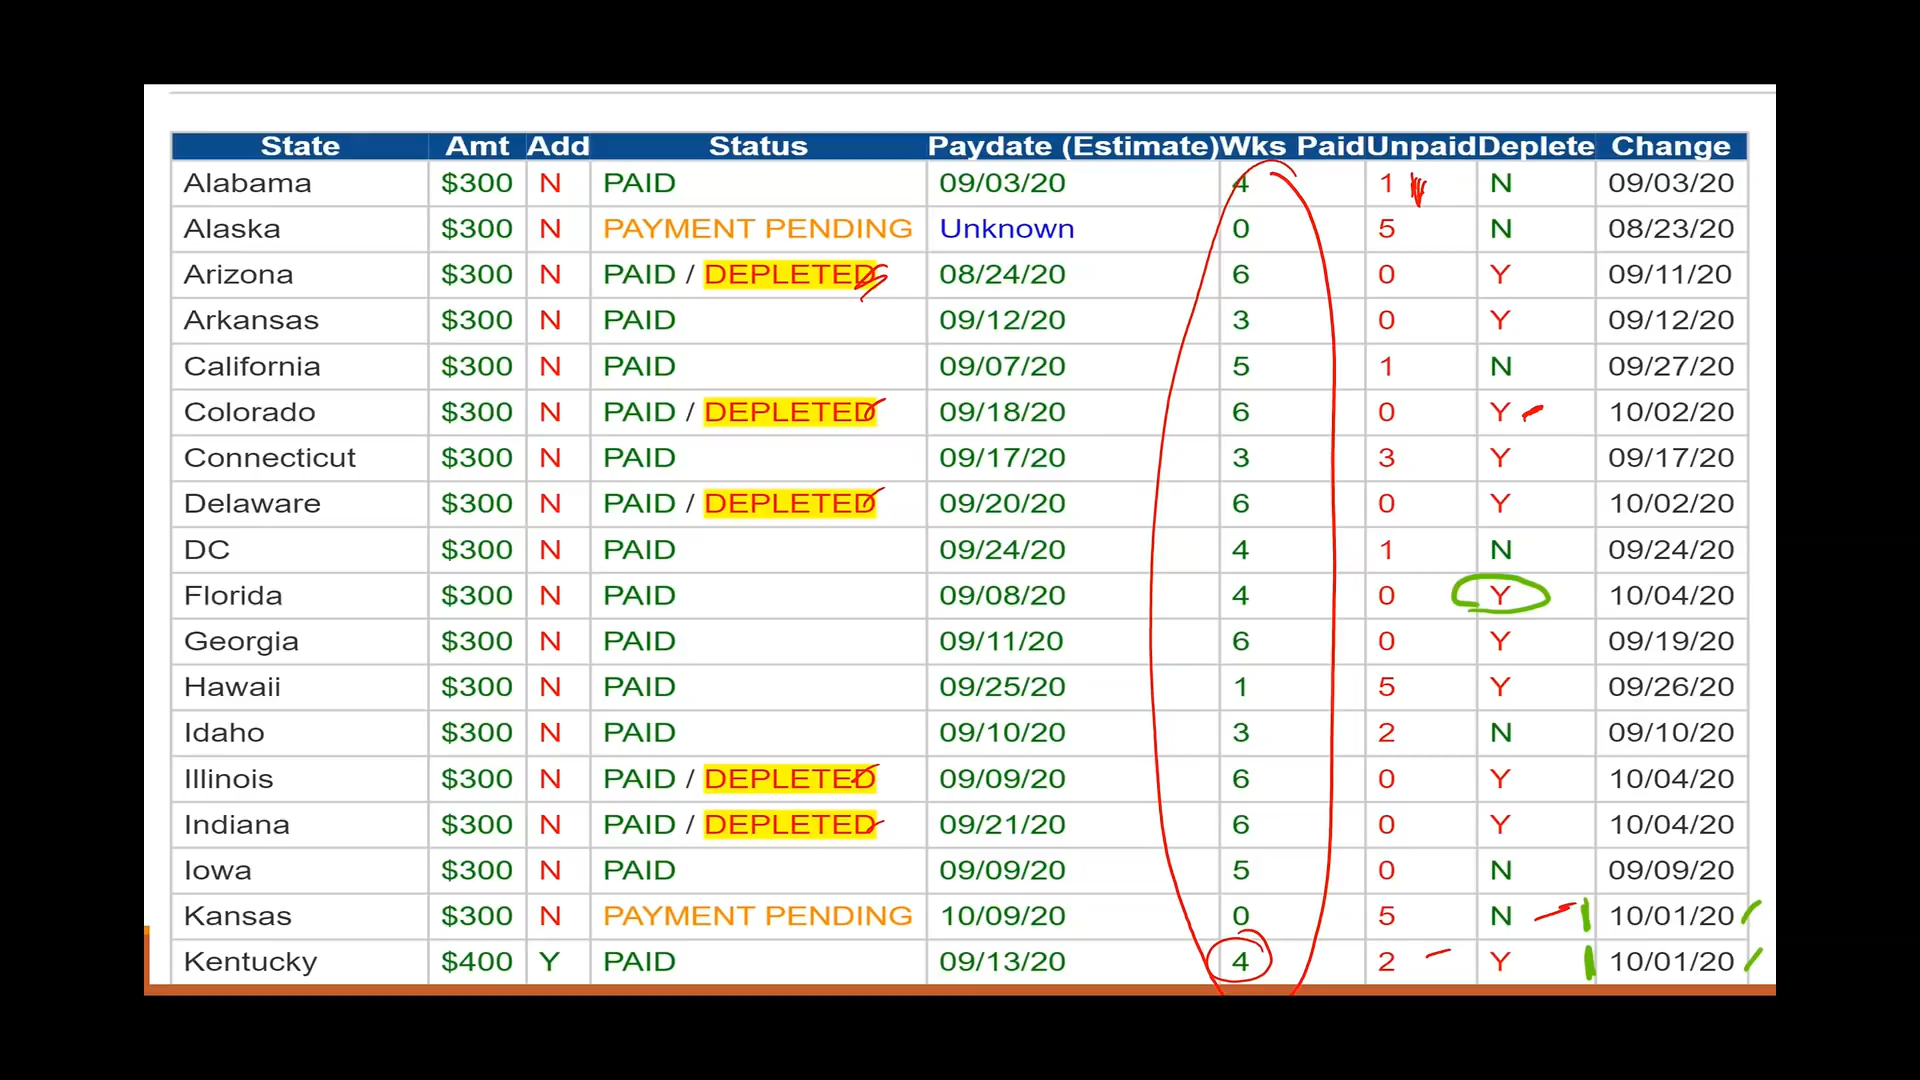 State Amt Add Status Paydate (Estimate) Wks Paid Unpaid Deplete Change
Alabama $300 N PAID 09/03/20 4 1 N 09/03/20
Alaska $300 N PAYMENT PENDING Unknown 0 5 N 08/23/20
Arizona $300 N PAID / DEPLETED 08/24/20 6 0 Y 09/11/20
Arkansas $300 N PAID 09/12/20 3 0 Y 09/12/20
California $300 N PAID 09/07/20 5 1 N 09/27/20
Colorado $300 N PAID / DEPLETED 09/18/20 6 0 Y 10/02/20
Connecticut $300 N PAID 09/17/20 3 3 Y 09/17/20
Delaware $300 N PAID / DEPLETED 09/20/20 6 0 Y 10/02/20
DC $300 N PAID 09/24/20 4 1 N 09/24/20
Florida $300 N PAID 09/08/20 4 0 Y 10/04/20
Georgia $300 N PAID 09/11/20 6 0 Y 09/19/20
Hawaii $300 N PAID 09/25/20 1 5 Y 09/26/20
Idaho $300 N PAID 09/10/20 3 2 N 09/10/20
Illinois $300 N PAID / DEPLETED 09/09/20 6 0 Y 10/04/20
Indiana $300 N PAID / DEPLETED 09/21/20 6 0 Y 10/04/20
Iowa $300 N PAID 09/09/20 5 0 N 09/09/20
Kansas $300 N PAYMENT PENDING 10/09/20 0 5 N 10/01/20
Kentucky $400 Y PAID 09/13/20 4 2 Y 10/01/20